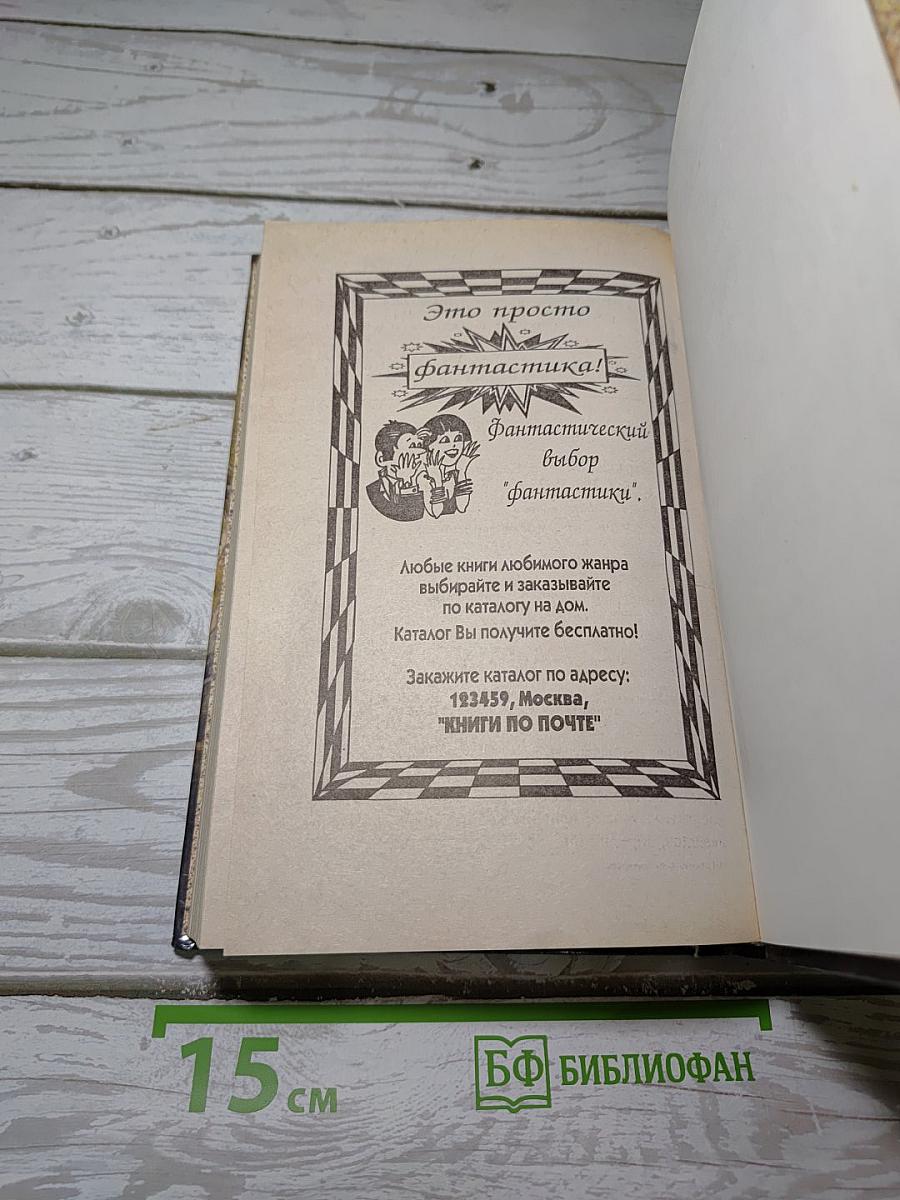 Это просто
фантастика!
Фантастический
выбор
"фантастики".
Любые книги любимого жанра
выбирайте и заказывайте
по каталогу на дом.
Каталог Вы получите бесплатно!
Закажите каталог по адресу:
123459, Москва,
"КНИГИ ПО ПОЧТЕ"
15 см
БФ БИБЛИОФАН